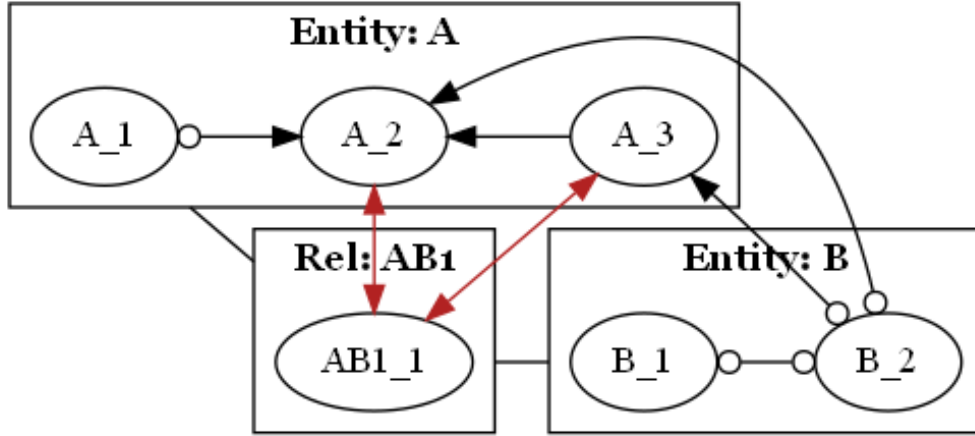 Entity: A
A_1
A_2
A_3
Rel: AB1
Entity: B
AB1_1
B_1
B_2